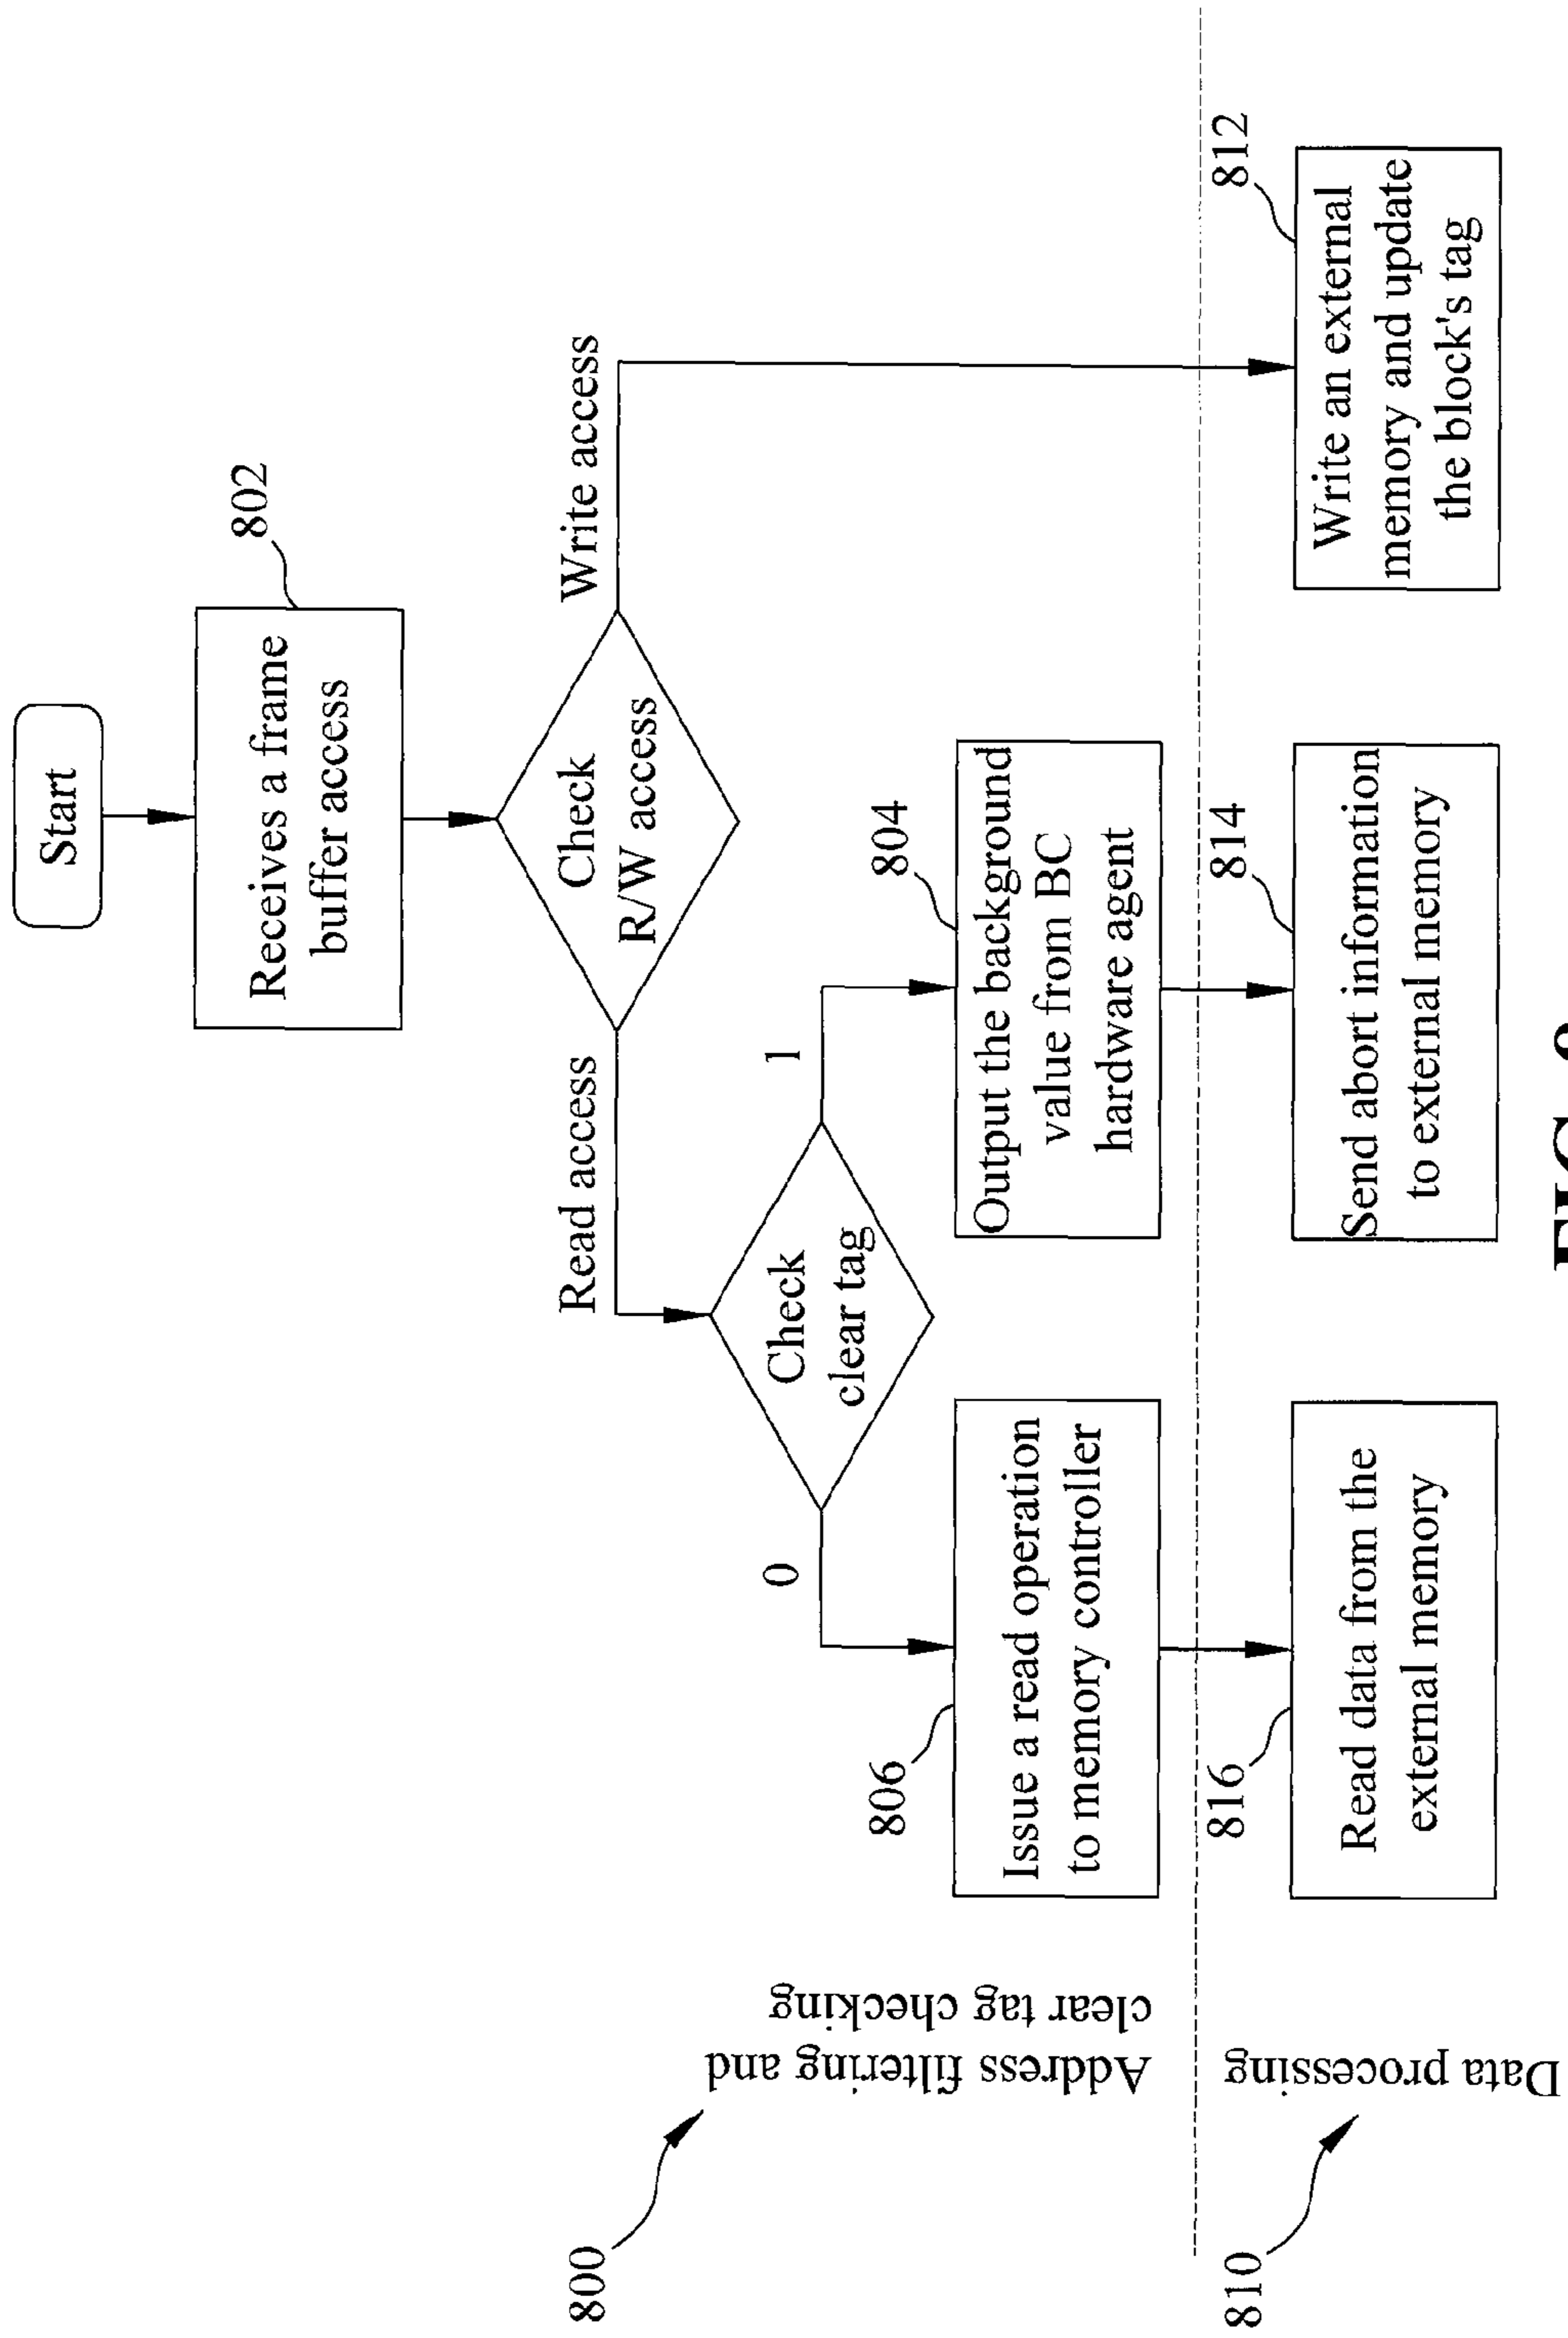 Start
Receives a frame
buffer access
802
Check
R/W access
Read access
Write access
Check
clear tag
0
1
800
Address filtering and
clear tag checking
806
Issue a read operation
to memory controller
804
Output the background
value from BC
hardware agent
810
Data processing
816
Read data from the
external memory
814
Send abort information
to external memory
812
Write an external
memory and update
the block's tag